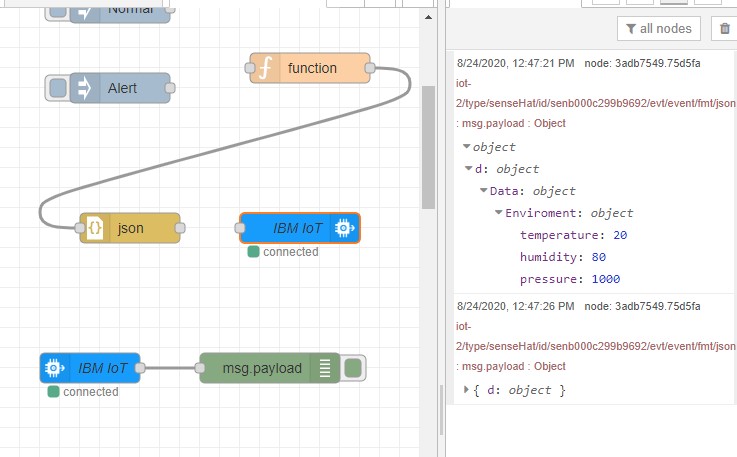 Normal
Alert
function
json
IBM IoT
connected
IBM IoT
connected
msg.payload
all nodes
8/24/2020, 12:47:21 PM node: 3adb7549.75d5fa
iot-
2/type/senseHat/id/senb000c299b9692/evt/event/fmt/json
: msg.payload : Object
object
d: object
Data: object
Enviroment: object
temperature: 20
humidity: 80
pressure: 1000
8/24/2020, 12:47:26 PM node: 3adb7549.75d5fa
iot-
2/type/senseHat/id/senb000c299b9692/evt/event/fmt/json
: msg.payload : Object
{ d: object }